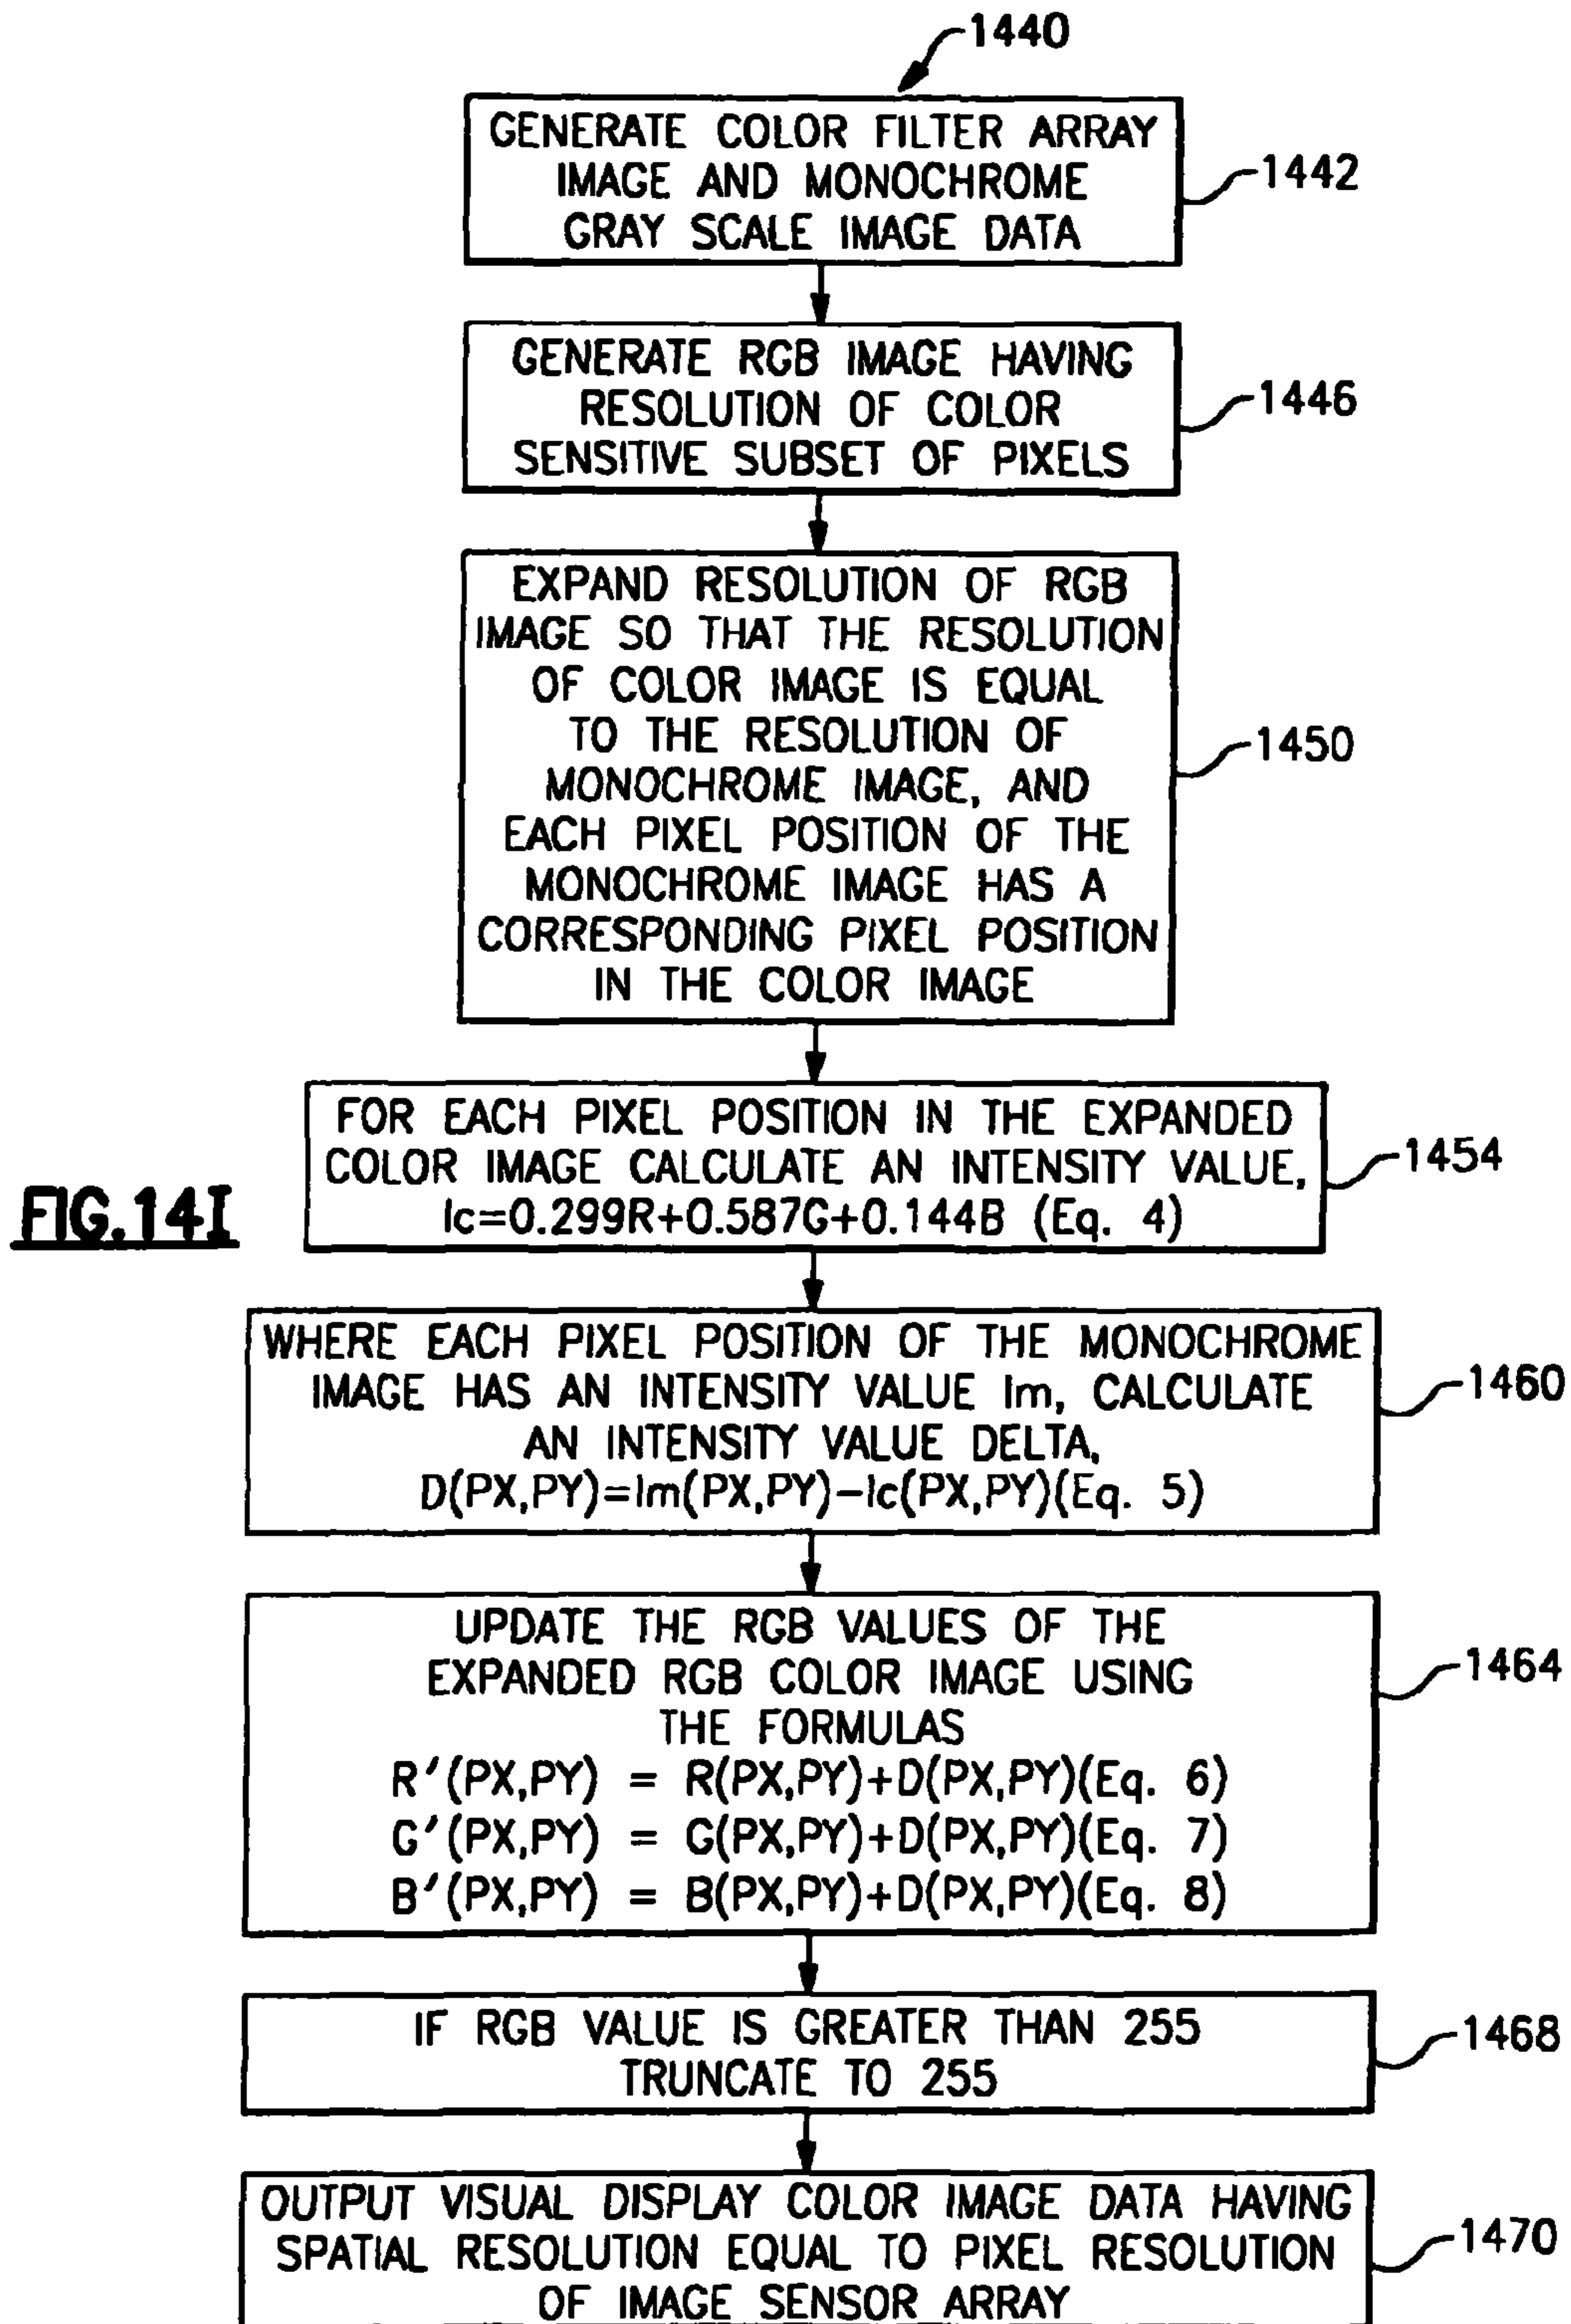 1440
GENERATE COLOR FILTER ARRAY
IMAGE AND MONOCHROME
GRAY SCALE IMAGE DATA
1442
GENERATE RGB IMAGE HAVING
RESOLUTION OF COLOR
SENSITIVE SUBSET OF PIXELS
1446
EXPAND RESOLUTION OF RGB
IMAGE SO THAT THE RESOLUTION
OF COLOR IMAGE IS EQUAL
TO THE RESOLUTION OF
MONOCHROME IMAGE, AND
EACH PIXEL POSITION OF THE
MONOCHROME IMAGE HAS A
CORRESPONDING PIXEL POSITION
IN THE COLOR IMAGE
1450
FOR EACH PIXEL POSITION IN THE EXPANDED
COLOR IMAGE CALCULATE AN INTENSITY VALUE,
Ic=0.299R+0.587G+0.144B (Eq. 4)
1454
FIG.14I
WHERE EACH PIXEL POSITION OF THE MONOCHROME
IMAGE HAS AN INTENSITY VALUE Im, CALCULATE
AN INTENSITY VALUE DELTA,
D(PX,PY)=Im(PX,PY)-Ic(PX,PY)(Eq. 5)
1460
UPDATE THE RGB VALUES OF THE
EXPANDED RGB COLOR IMAGE USING
THE FORMULAS
R'(PX,PY) = R(PX,PY)+D(PX,PY)(Eq. 6)
G'(PX,PY) = G(PX,PY)+D(PX,PY)(Eq. 7)
B'(PX,PY) = B(PX,PY)+D(PX,PY)(Eq. 8)
1464
IF RGB VALUE IS GREATER THAN 255
TRUNCATE TO 255
1468
OUTPUT VISUAL DISPLAY COLOR IMAGE DATA HAVING
SPATIAL RESOLUTION EQUAL TO PIXEL RESOLUTION
OF IMAGE SENSOR ARRAY
1470